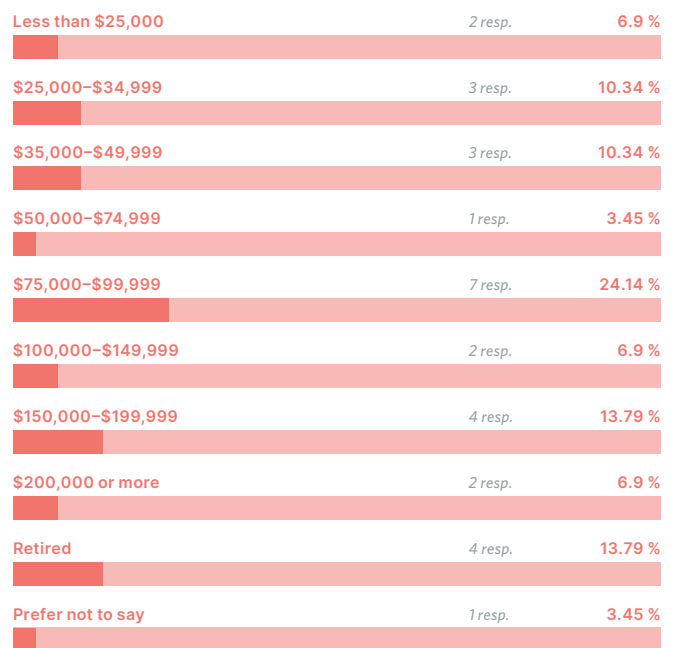 Less than $25,000 2 resp. 6.9 %
$25,000–$34,999 3 resp. 10.34 %
$35,000–$49,999 3 resp. 10.34 %
$50,000–$74,999 1 resp. 3.45 %
$75,000–$99,999 7 resp. 24.14 %
$100,000–$149,999 2 resp. 6.9 %
$150,000–$199,999 4 resp. 13.79 %
$200,000 or more 2 resp. 6.9 %
Retired 4 resp. 13.79 %
Prefer not to say 1 resp. 3.45 %